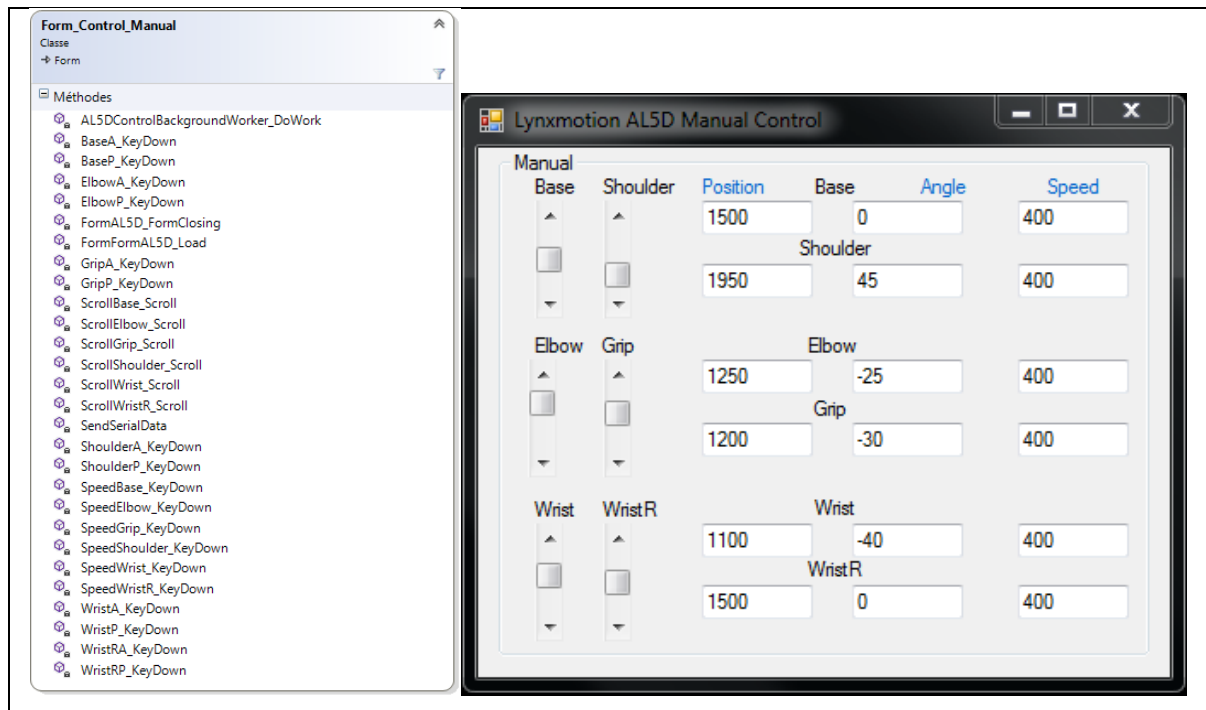 Form_Control_Manual
Classe
Form
Méthodes
AL5DControlBackgroundWorker_DoWork
BaseA_KeyDown
BaseP_KeyDown
ElbowA_KeyDown
ElbowP_KeyDown
FormAL5D_FormClosing
FormFormAL5D_Load
GripA_KeyDown
GripP_KeyDown
ScrollBase_Scroll
ScrollElbow_Scroll
ScrollGrip_Scroll
ScrollShoulder_Scroll
ScrollWrist_Scroll
ScrollWristR_Scroll
SendSerialData
ShoulderA_KeyDown
ShoulderP_KeyDown
SpeedBase_KeyDown
SpeedElbow_KeyDown
SpeedGrip_KeyDown
SpeedShoulder_KeyDown
SpeedWrist_KeyDown
SpeedWristR_KeyDown
WristA_KeyDown
WristP_KeyDown
WristRA_KeyDown
WristRP_KeyDown
Lynxmotion AL5D Manual Control
Manual
Base Shoulder Position Base Angle Speed
1500 0 400
Shoulder
1950 45 400
Elbow Grip Elbow
1250 -25 400
Grip
1200 -30 400
Wrist WristR Wrist
1100 -40 400
WristR
1500 0 400